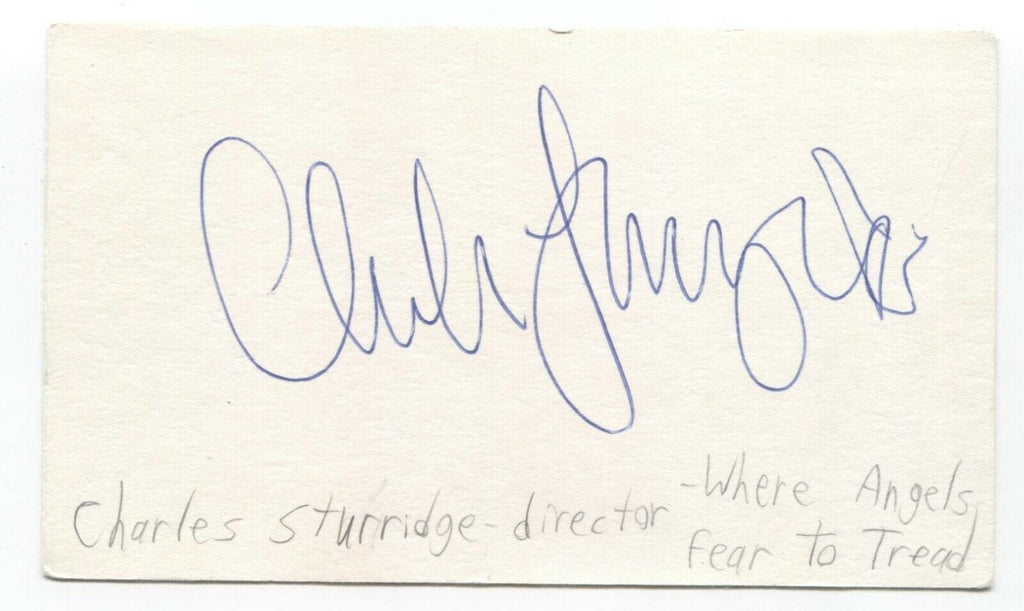 Charles Sturridge - director
- Where Angels
fear to Tread